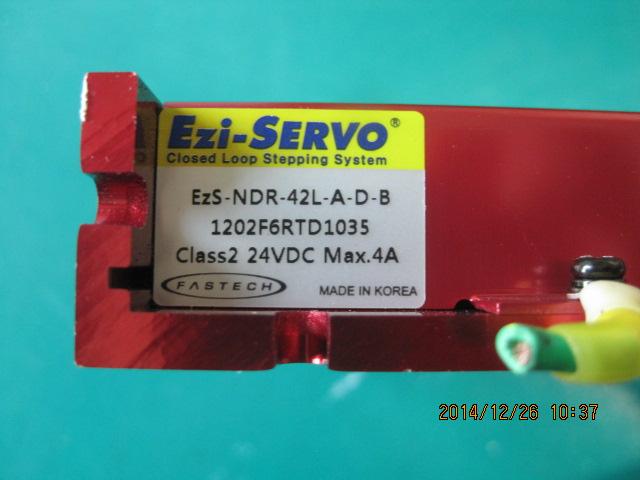 Ezi-SERVO®
Closed Loop Stepping System
EzS-NDR-42L-A-D-B
1202F6RTD1035
Class2 24VDC Max.4A
FASTECH MADE IN KOREA
2014/12/26 10:37